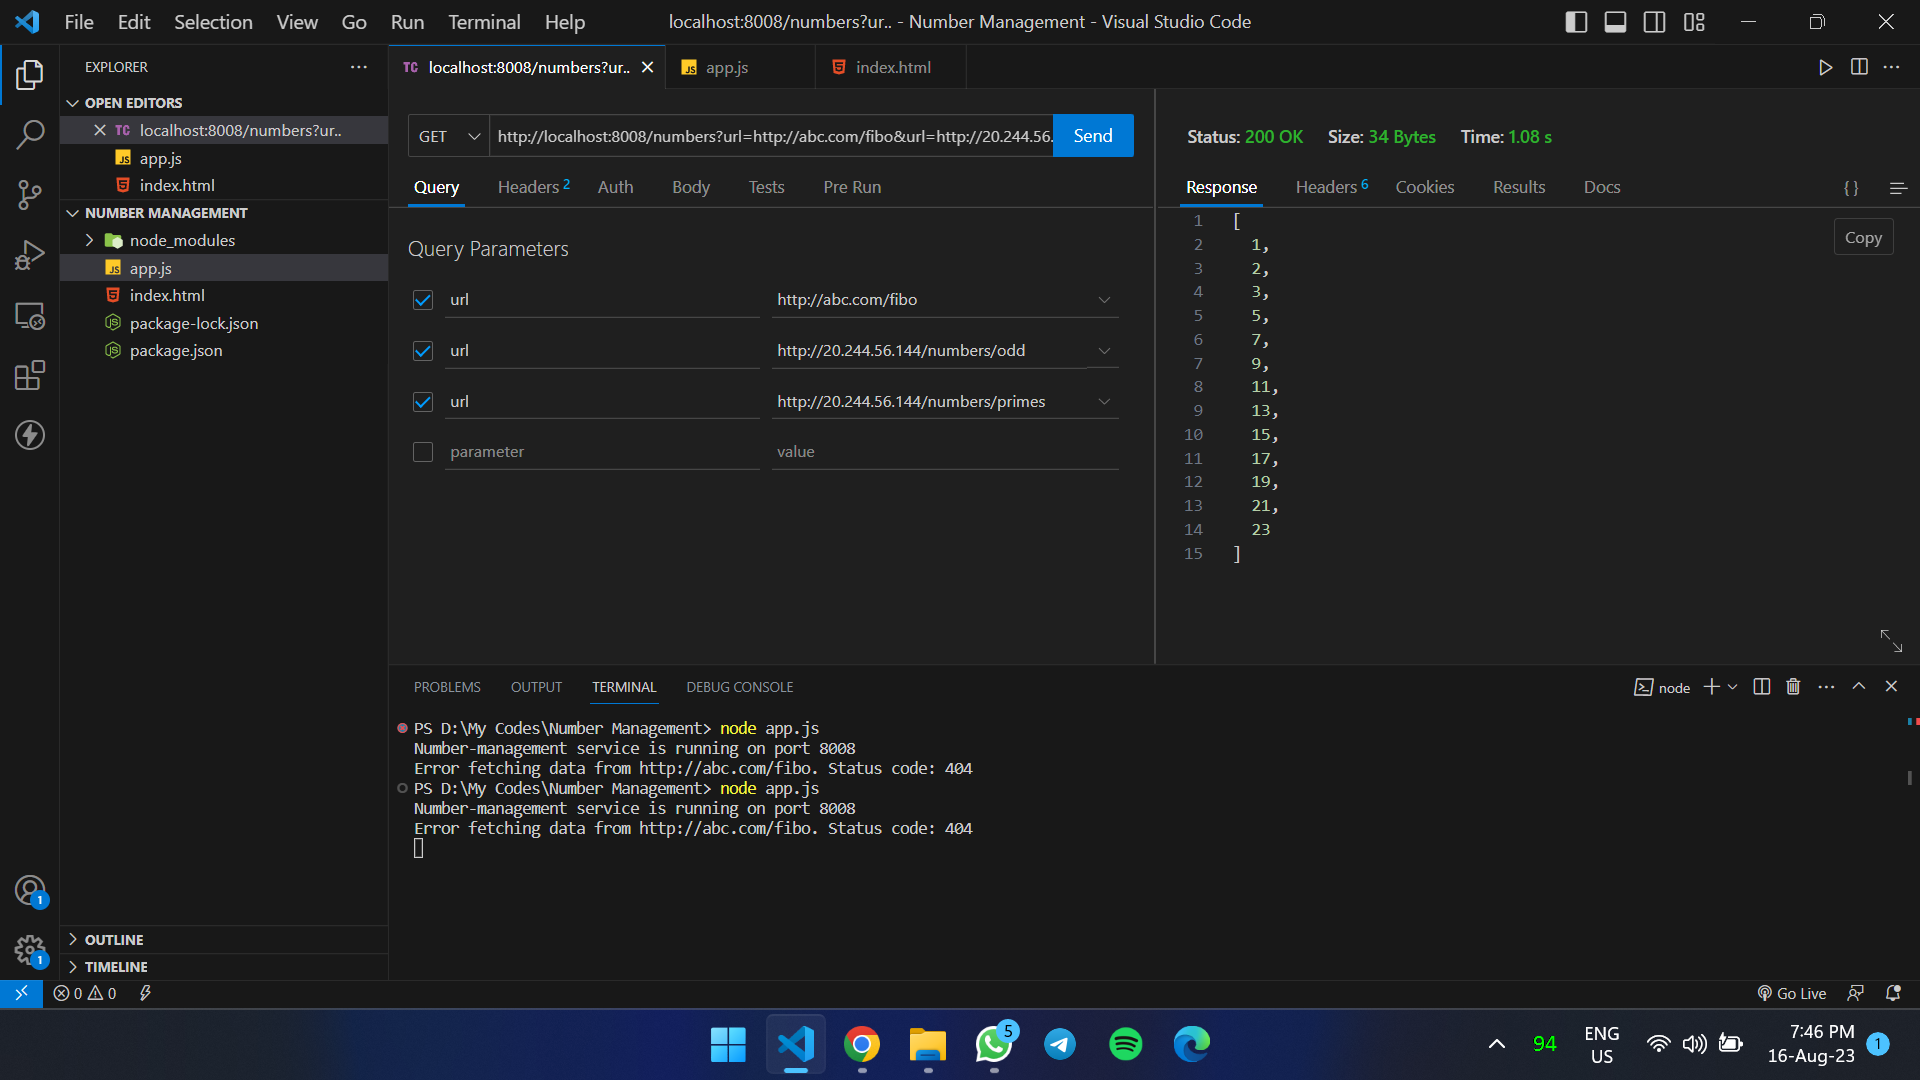 File Edit Selection View Go Run Terminal Help
localhost:8008/numbers?ur.. - Number Management - Visual Studio Code
EXPLORER
OPEN EDITORS
TC localhost:8008/numbers?ur..
JS app.js
index.html
NUMBER MANAGEMENT
node_modules
JS app.js
index.html
package-lock.json
package.json
OUTLINE
TIMELINE
TC localhost:8008/numbers?ur..
JS app.js
index.html
GET http://localhost:8008/numbers?url=http://abc.com/fibo&url=http://20.244.56. Send
Query Headers 2 Auth Body Tests Pre Run
Query Parameters
url http://abc.com/fibo
url http://20.244.56.144/numbers/odd
url http://20.244.56.144/numbers/primes
parameter value
Status: 200 OK Size: 34 Bytes Time: 1.08 s
Response Headers 6 Cookies Results Docs {}
Copy
1 [
2 1,
3 2,
4 3,
5 5,
6 7,
7 9,
8 11,
9 13,
10 15,
11 17,
12 19,
13 21,
14 23
15 ]
PROBLEMS OUTPUT TERMINAL DEBUG CONSOLE
node
PS D:\My Codes\Number Management> node app.js
Number-management service is running on port 8008
Error fetching data from http://abc.com/fibo. Status code: 404
PS D:\My Codes\Number Management> node app.js
Number-management service is running on port 8008
Error fetching data from http://abc.com/fibo. Status code: 404
1
1
0 0
Go Live
5
94
ENG
US
7:46 PM
16-Aug-23
1